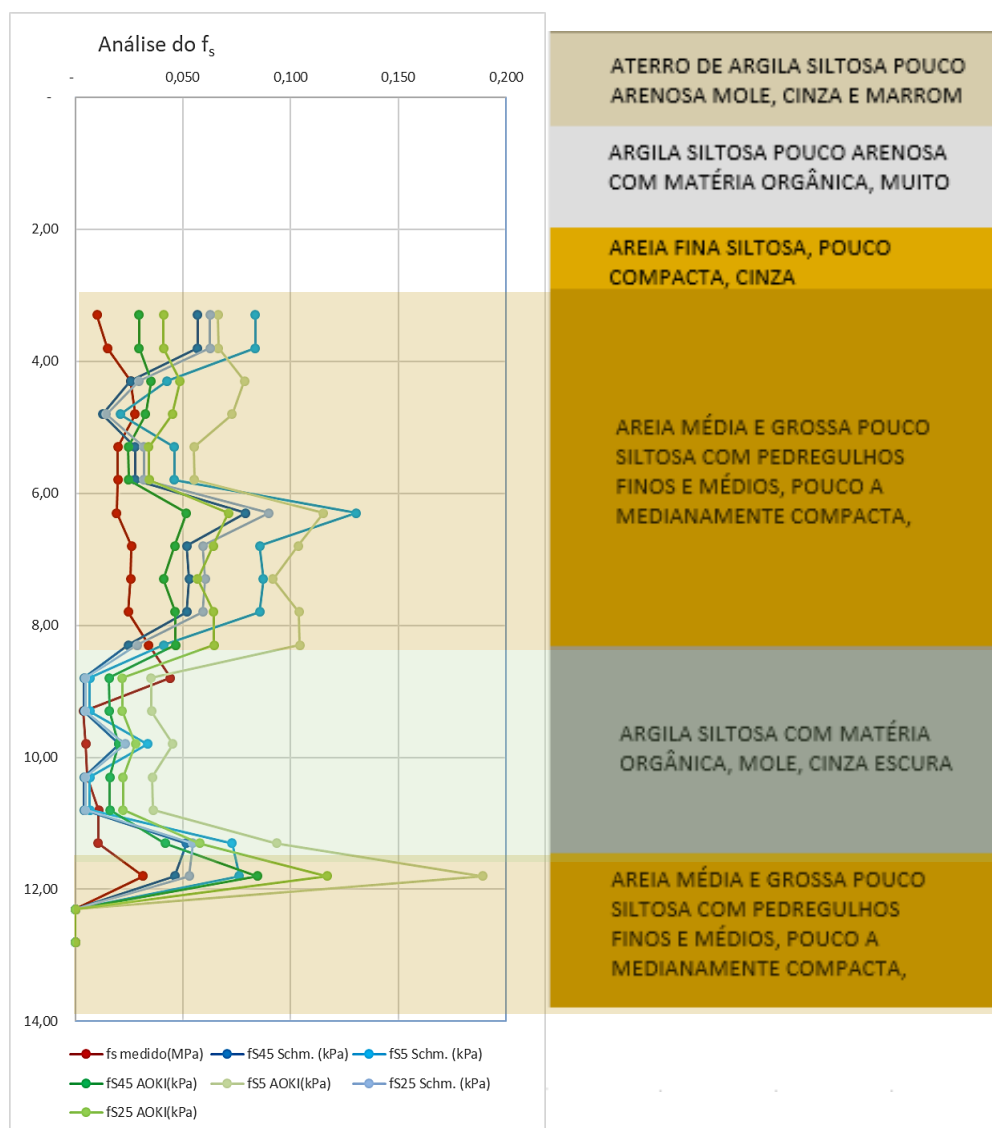 Análise do fs
- 0,050 0,100 0,150 0,200
-
2,00
4,00
6,00
8,00
10,00
12,00
14,00
fs medido(MPa) fS45 Schm. (kPa) fS5 Schm. (kPa)
fS45 AOKI(kPa) fS5 AOKI(kPa) fS25 Schm. (kPa)
fS25 AOKI(kPa)
ATERRO DE ARGILA SILTOSA POUCO
ARENOSA MOLE, CINZA E MARROM
ARGILA SILTOSA POUCO ARENOSA
COM MATÉRIA ORGÂNICA, MUITO
AREIA FINA SILTOSA, POUCO
COMPACTA, CINZA
AREIA MÉDIA E GROSSA POUCO
SILTOSA COM PEDREGULHOS
FINOS E MÉDIOS, POUCO A
MEDIANAMENTE COMPACTA,
ARGILA SILTOSA COM MATÉRIA
ORGÂNICA, MOLE, CINZA ESCURA
AREIA MÉDIA E GROSSA POUCO
SILTOSA COM PEDREGULHOS
FINOS E MÉDIOS, POUCO A
MEDIANAMENTE COMPACTA,